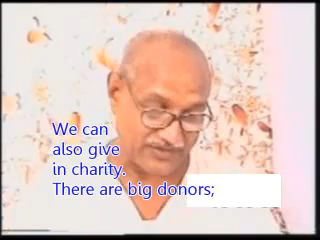 We can
also give
in charity.
There are big donors;